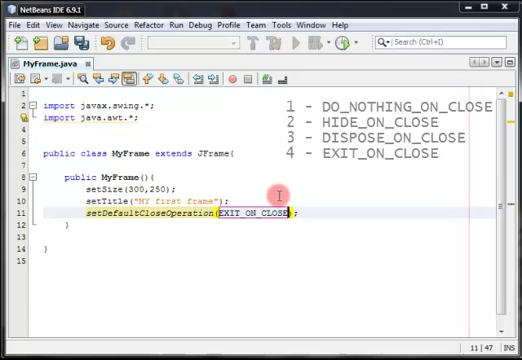 NetBeans IDE 6.9.1
File Edit View Navigate Source Refactor Run Debug Profile Team Tools Window Help
Search (Ctrl+I)
MyFrame.java
1
2 import javax.swing.*;
import java.awt.*;
4
5
6 public class MyFrame extends JFrame{
7
8 public MyFrame(){
9 setSize(300,250);
10 setTitle("MY first frame");
11 setDefaultCloseOperation(EXIT_ON_CLOSE);
12 }
13
14 }
15
1 - DO_NOTHING_ON_CLOSE
2 - HIDE_ON_CLOSE
3 - DISPOSE_ON_CLOSE
4 - EXIT_ON_CLOSE
11 | 47 INS